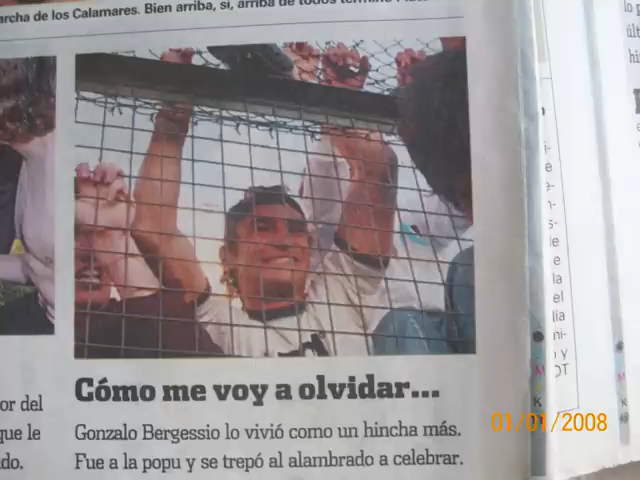 archa de los Calamares. Bien arriba, sí, arriba de todos
Cómo me voy a olvidar...
Gonzalo Bergessio lo vivió como un hincha más.
Fue a la popu y se trepó al alambrado a celebrar.
or del
que le
do.
01/01/2008